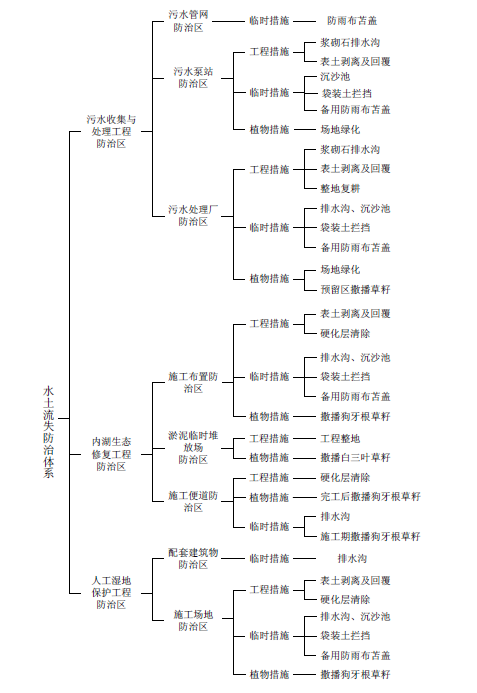 水土流失防治体系
污水收集与
处理工程
防治区
污水管网
防治区
临时措施
防雨布苫盖
污水泵站
防治区
工程措施
浆砌石排水沟
表土剥离及回覆
临时措施
沉沙池
袋装土拦挡
备用防雨布苫盖
植物措施
场地绿化
污水处理厂
防治区
工程措施
浆砌石排水沟
表土剥离及回覆
整地复耕
临时措施
排水沟、沉沙池
袋装土拦挡
备用防雨布苫盖
植物措施
场地绿化
预留区撒播草籽
内湖生态
修复工程
防治区
施工布置防
治区
工程措施
表土剥离及回覆
硬化层清除
临时措施
排水沟、沉沙池
袋装土拦挡
备用防雨布苫盖
植物措施
撒播狗牙根草籽
淤泥临时堆
放场
防治区
工程措施
工程整地
植物措施
撒播白三叶草籽
施工便道防
治区
工程措施
硬化层清除
植物措施
完工后撒播狗牙根草籽
临时措施
排水沟
施工期撒播狗牙根草籽
人工湿地
保护工程
防治区
配套建筑物
防治区
临时措施
排水沟
施工场地
防治区
工程措施
表土剥离及回覆
硬化层清除
临时措施
排水沟、沉沙池
袋装土拦挡
备用防雨布苫盖
植物措施
撒播狗牙根草籽